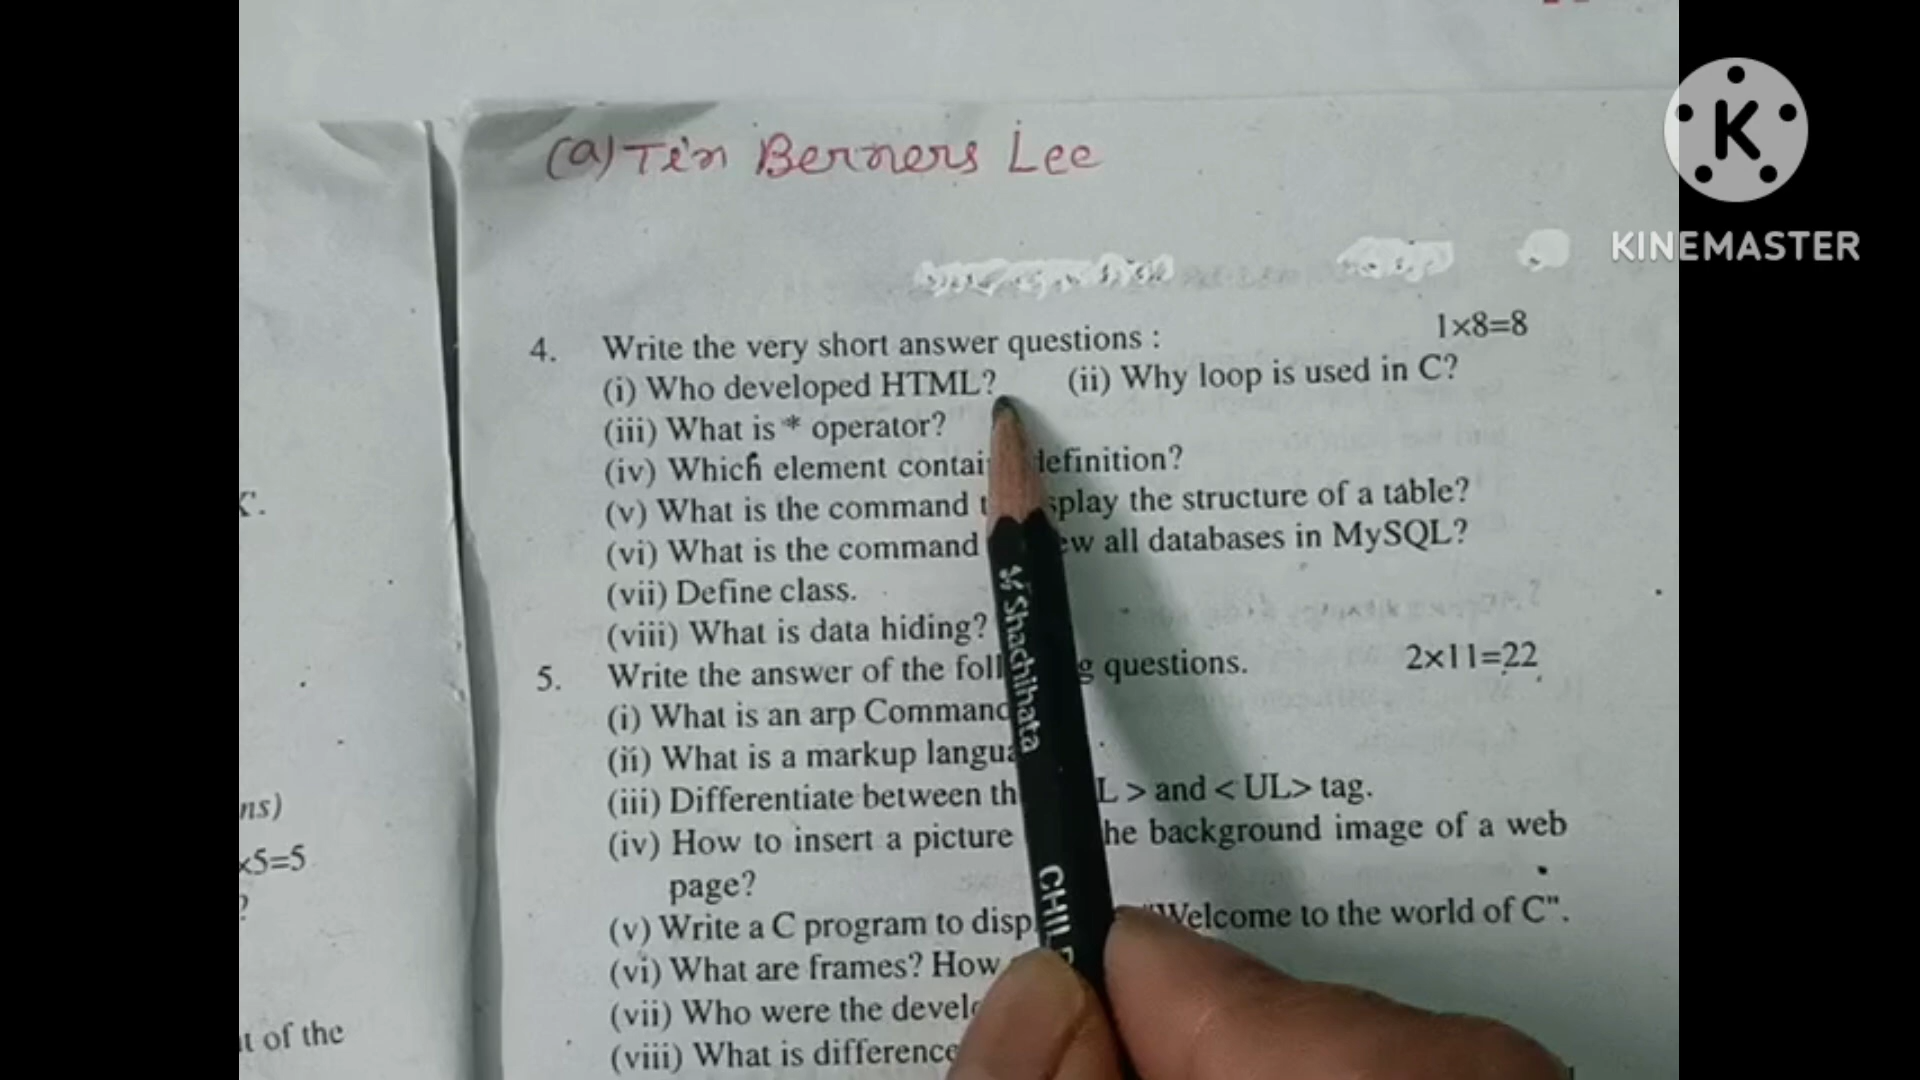 (a) Tin Berners Lee
KINEMASTER
4. Write the very short answer questions : 1×8=8
(i) Who developed HTML? (ii) Why loop is used in C?
(iii) What is * operator?
(iv) Which element contai definition?
(v) What is the command t splay the structure of a table?
(vi) What is the command ew all databases in MySQL?
(vii) Define class.
(viii) What is data hiding?
5. Write the answer of the foll g questions. 2×11=22
(i) What is an arp Command
(ii) What is a markup langua
(iii) Differentiate between th L > and < UL> tag.
(iv) How to insert a picture he background image of a web
page?
(v) Write a C program to disp "Welcome to the world of C".
(vi) What are frames? How
(vii) Who were the develo
(viii) What is difference
ns)
×5=5
?
t of the
Shachihata
CHIL